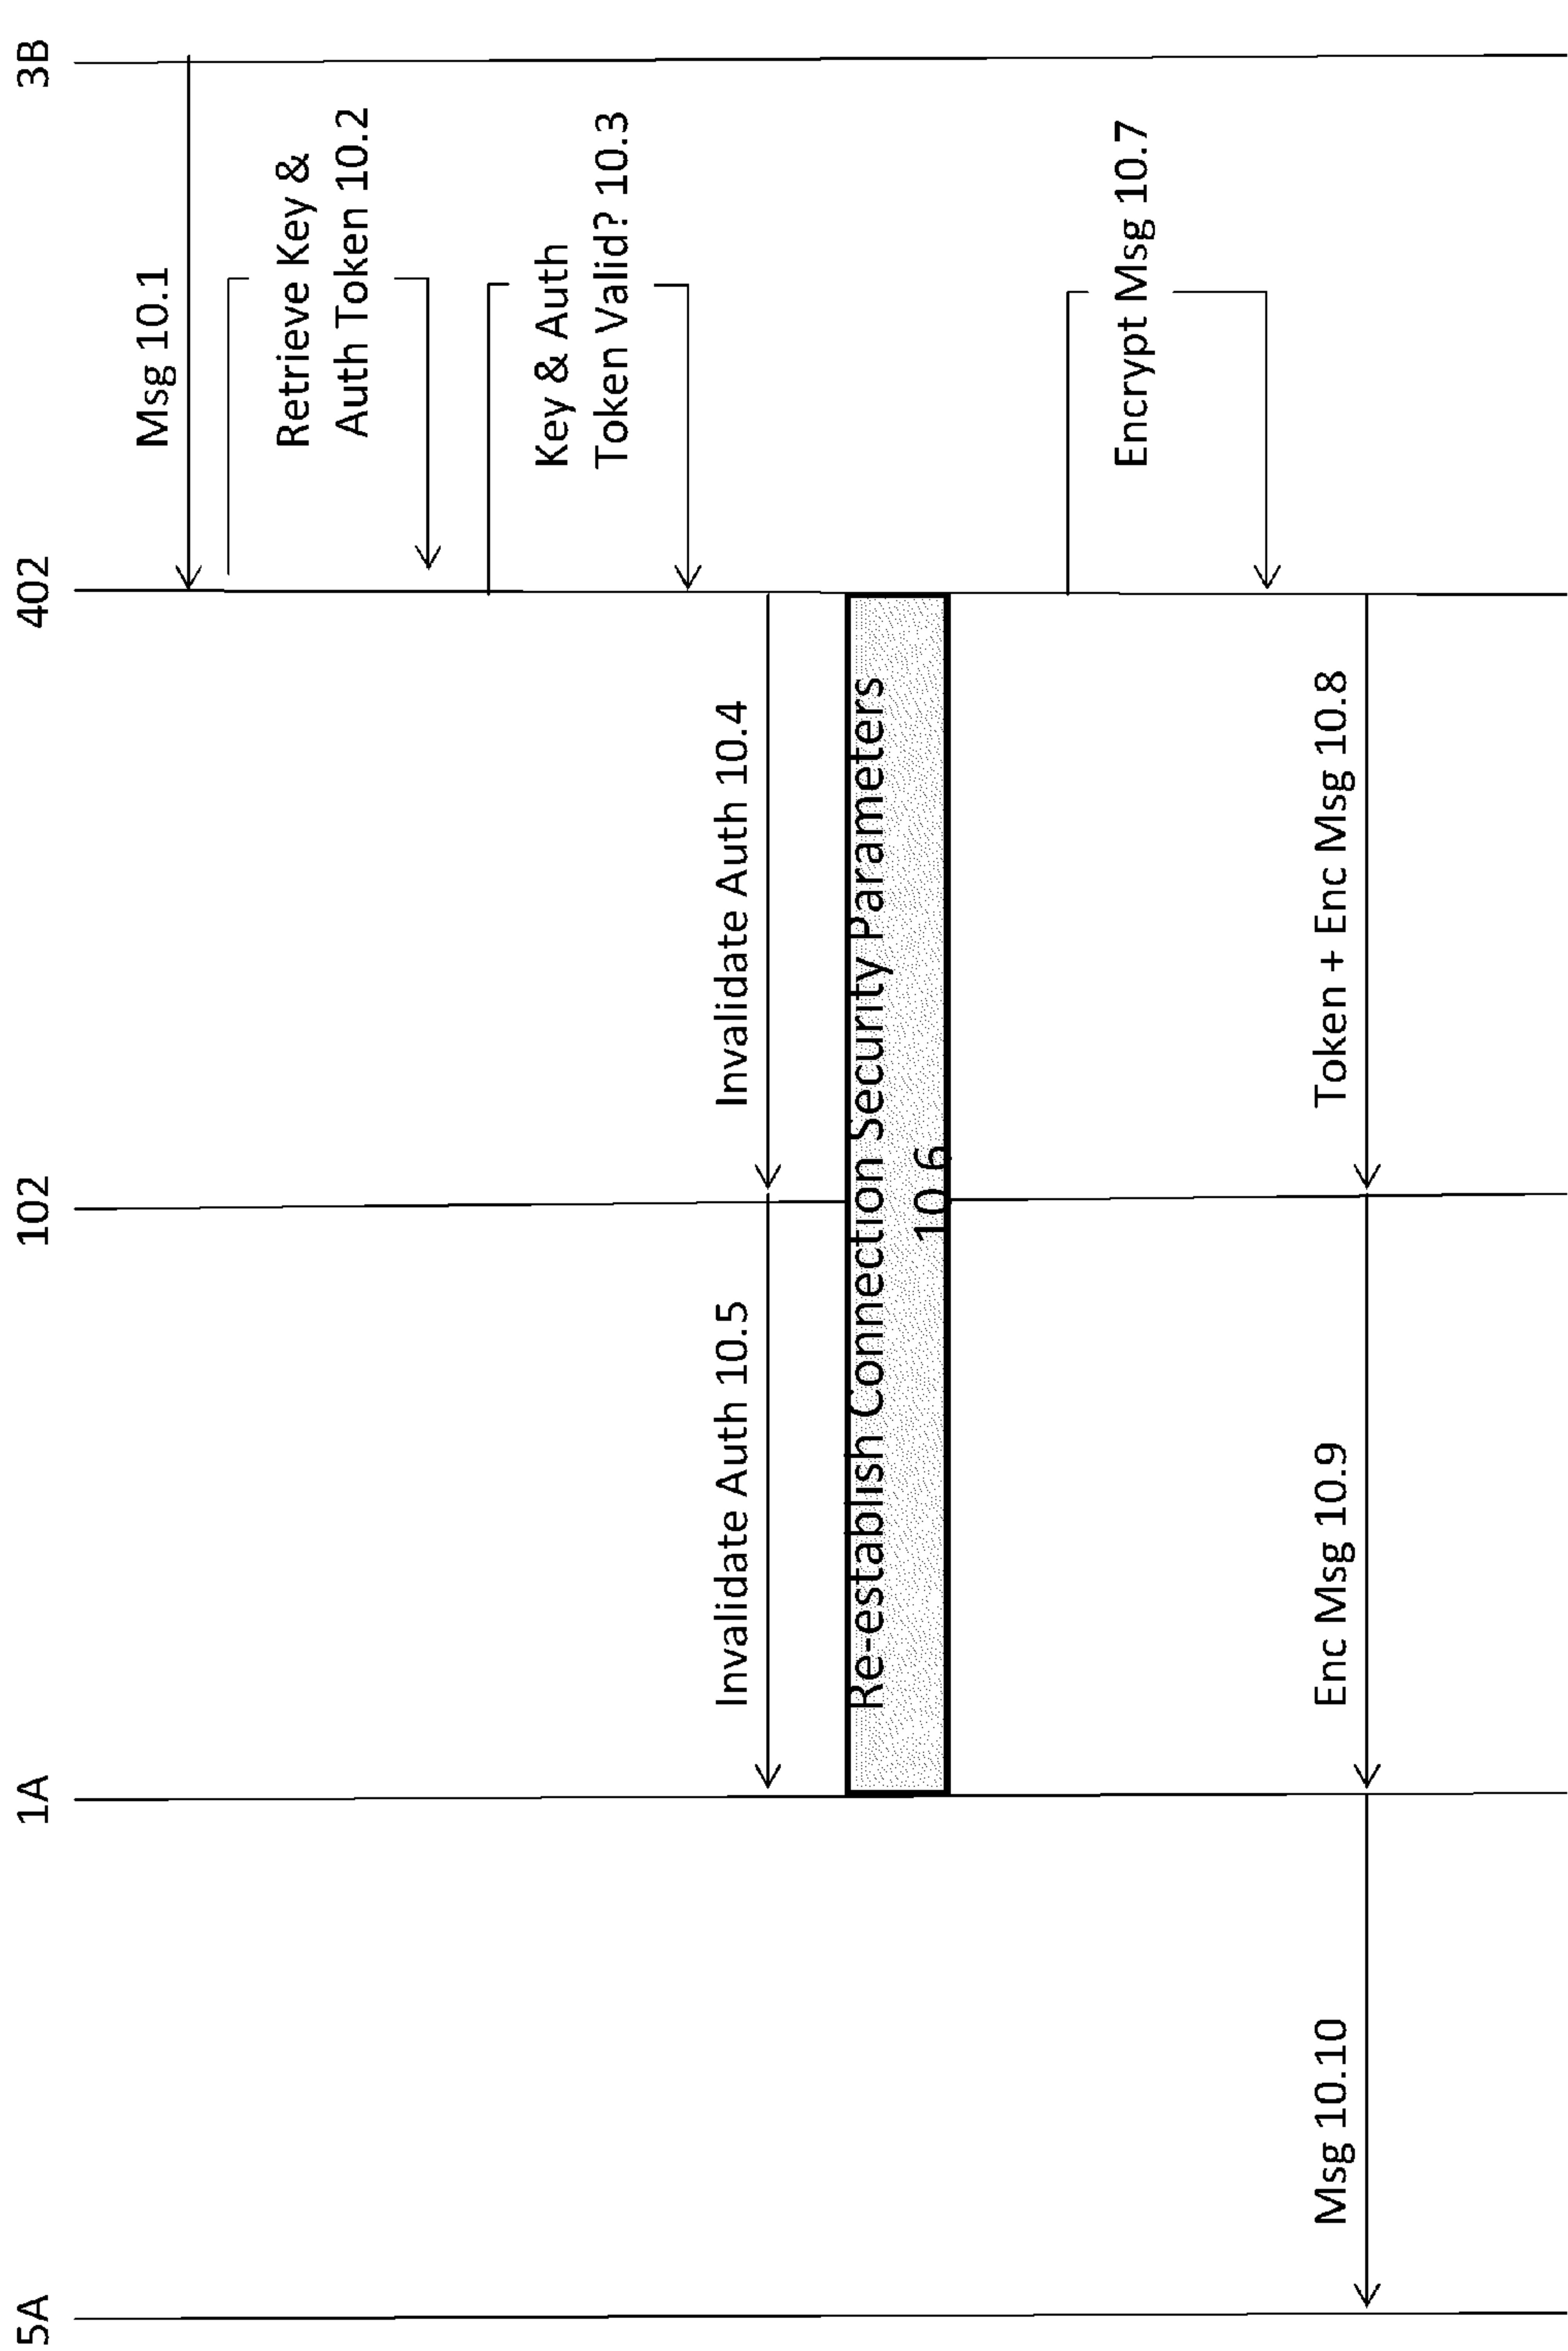 5A
1A
102
402
3B
Msg 10.1
Retrieve Key &
Auth Token 10.2
Key & Auth
Token Valid? 10.3
Invalidate Auth 10.4
Invalidate Auth 10.5
Re-establish Connection Security Parameters
10.6
Encrypt Msg 10.7
Token + Enc Msg 10.8
Enc Msg 10.9
Msg 10.10